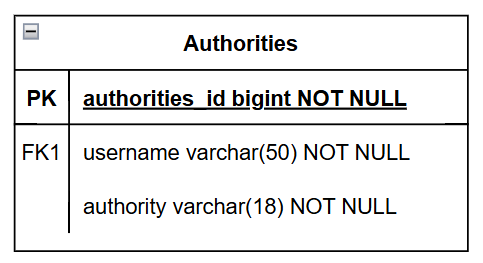 Authorities
PK authorities_id bigint NOT NULL
FK1 username varchar(50) NOT NULL
authority varchar(18) NOT NULL